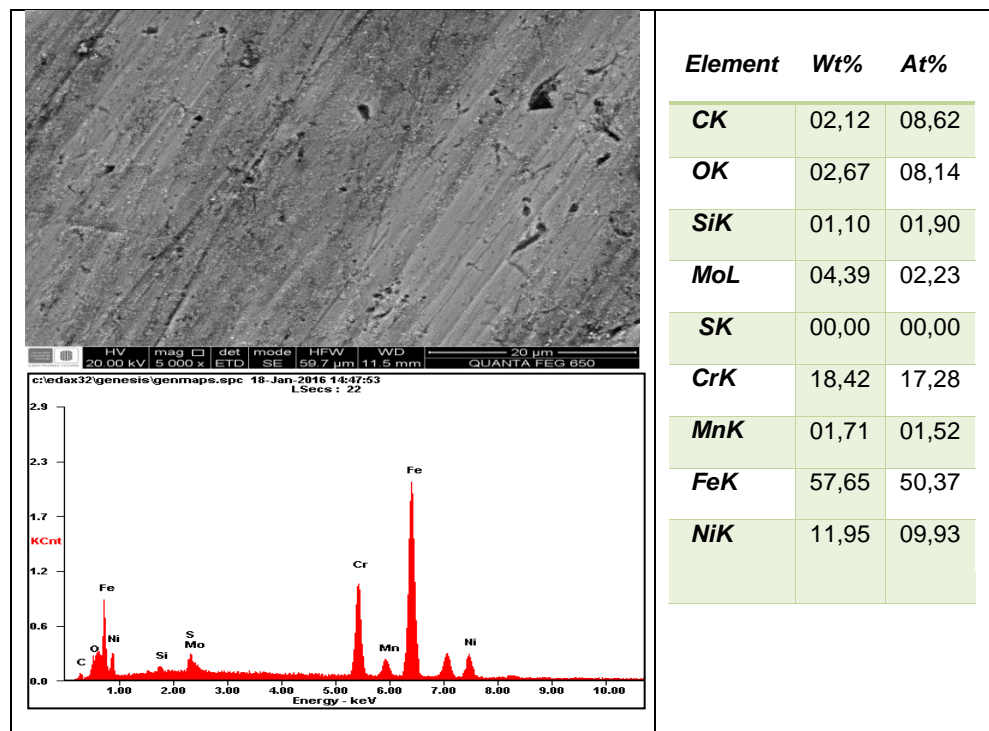 HV mag □ det mode HFW WD 20 µm
20.00 kV 5 000 x ETD SE 59.7 µm 11.5 mm QUANTA FEG 650
c:\edax32\genesis\genmaps.spc 18-Jan-2016 14:47:53
LSecs : 22
2.9
2.3
1.7
KCnt
1.2
0.6
0.0
C
O
Fe
Ni
Si
S
Mo
Cr
Mn
Fe
Ni
1.00 2.00 3.00 4.00 5.00 6.00 7.00 8.00 9.00 10.00
Energy - keV
Element Wt% At%
CK 02,12 08,62
OK 02,67 08,14
SiK 01,10 01,90
MoL 04,39 02,23
SK 00,00 00,00
CrK 18,42 17,28
MnK 01,71 01,52
FeK 57,65 50,37
NiK 11,95 09,93